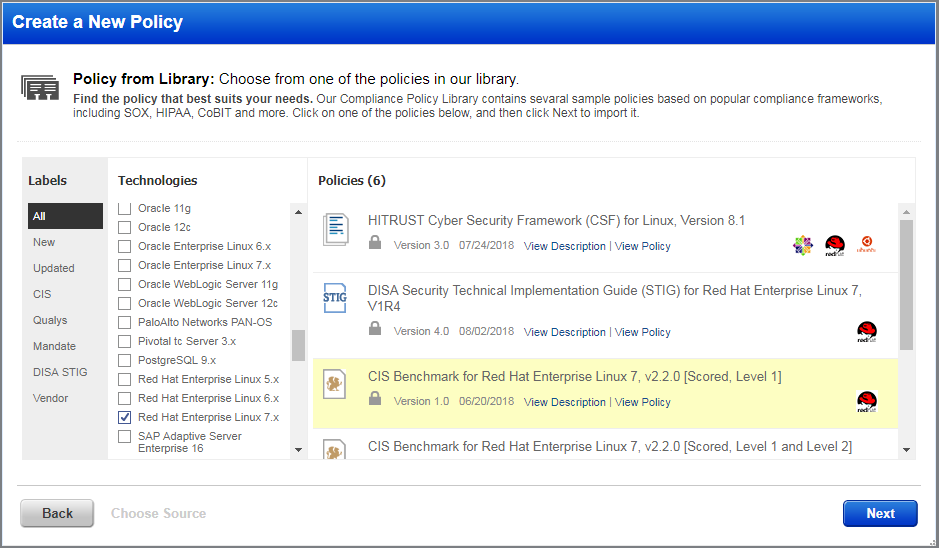 Create a New Policy
Policy from Library: Choose from one of the policies in our library.
Find the policy that best suits your needs. Our Compliance Policy Library contains sevaral sample policies based on popular compliance frameworks,
including SOX, HIPAA, CoBIT and more. Click on one of the policies below, and then click Next to import it.
Labels
All
New
Updated
CIS
Qualys
Mandate
DISA STIG
Vendor
Technologies
Oracle 11g
Oracle 12c
Oracle Enterprise Linux 6.x
Oracle Enterprise Linux 7.x
Oracle WebLogic Server 11g
Oracle WebLogic Server 12c
PaloAlto Networks PAN-OS
Pivotal tc Server 3.x
PostgreSQL 9.x
Red Hat Enterprise Linux 5.x
Red Hat Enterprise Linux 6.x
Red Hat Enterprise Linux 7.x
SAP Adaptive Server
Enterprise 16
Policies (6)
HITRUST Cyber Security Framework (CSF) for Linux, Version 8.1
Version 3.0 07/24/2018 View Description | View Policy
redhat
ubuntu
STIG
DISA Security Technical Implementation Guide (STIG) for Red Hat Enterprise Linux 7,
V1R4
Version 4.0 08/02/2018 View Description | View Policy
redhat
CIS Benchmark for Red Hat Enterprise Linux 7, v2.2.0 [Scored, Level 1]
Version 1.0 06/20/2018 View Description | View Policy
redhat
CIS Benchmark for Red Hat Enterprise Linux 7, v2.2.0 [Scored, Level 1 and Level 2]
Back
Choose Source
Next